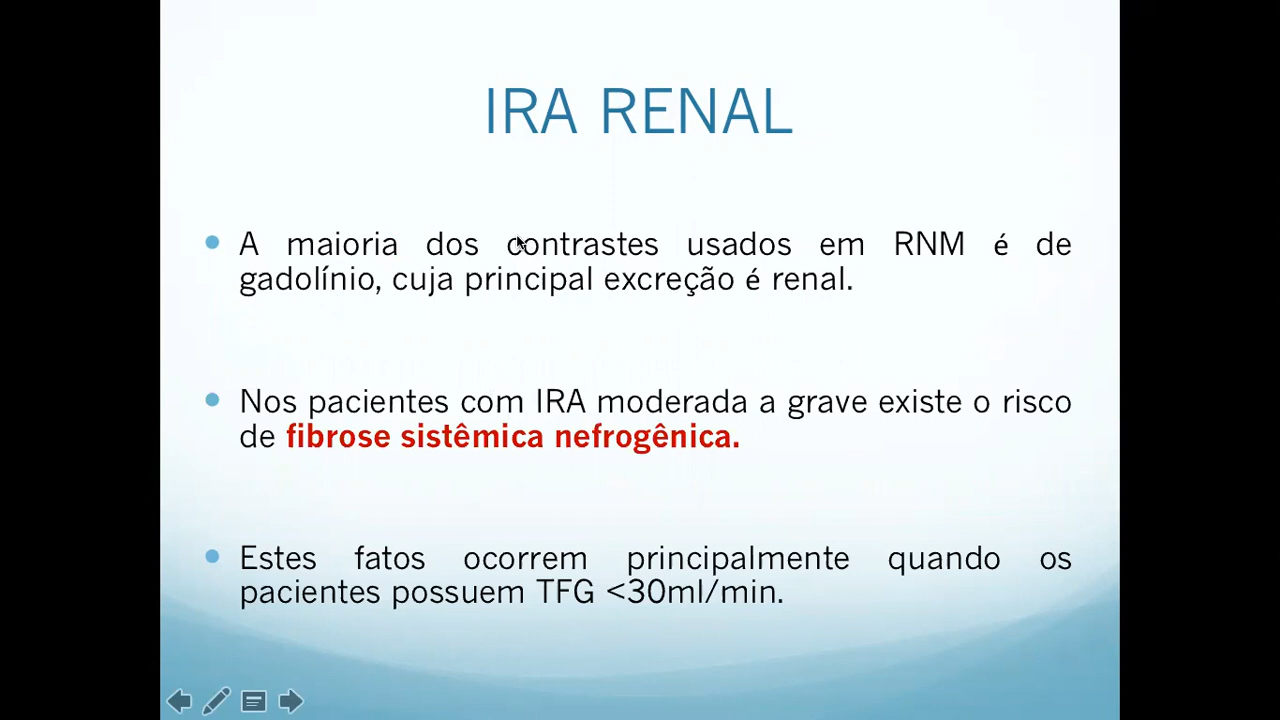 IRA RENAL
A maioria dos contrastes usados em RNM é de
gadolínio, cuja principal excreção é renal.
Nos pacientes com IRA moderada a grave existe o risco
de fibrose sistêmica nefrogênica.
Estes fatos ocorrem principalmente quando os
pacientes possuem TFG <30ml/min.